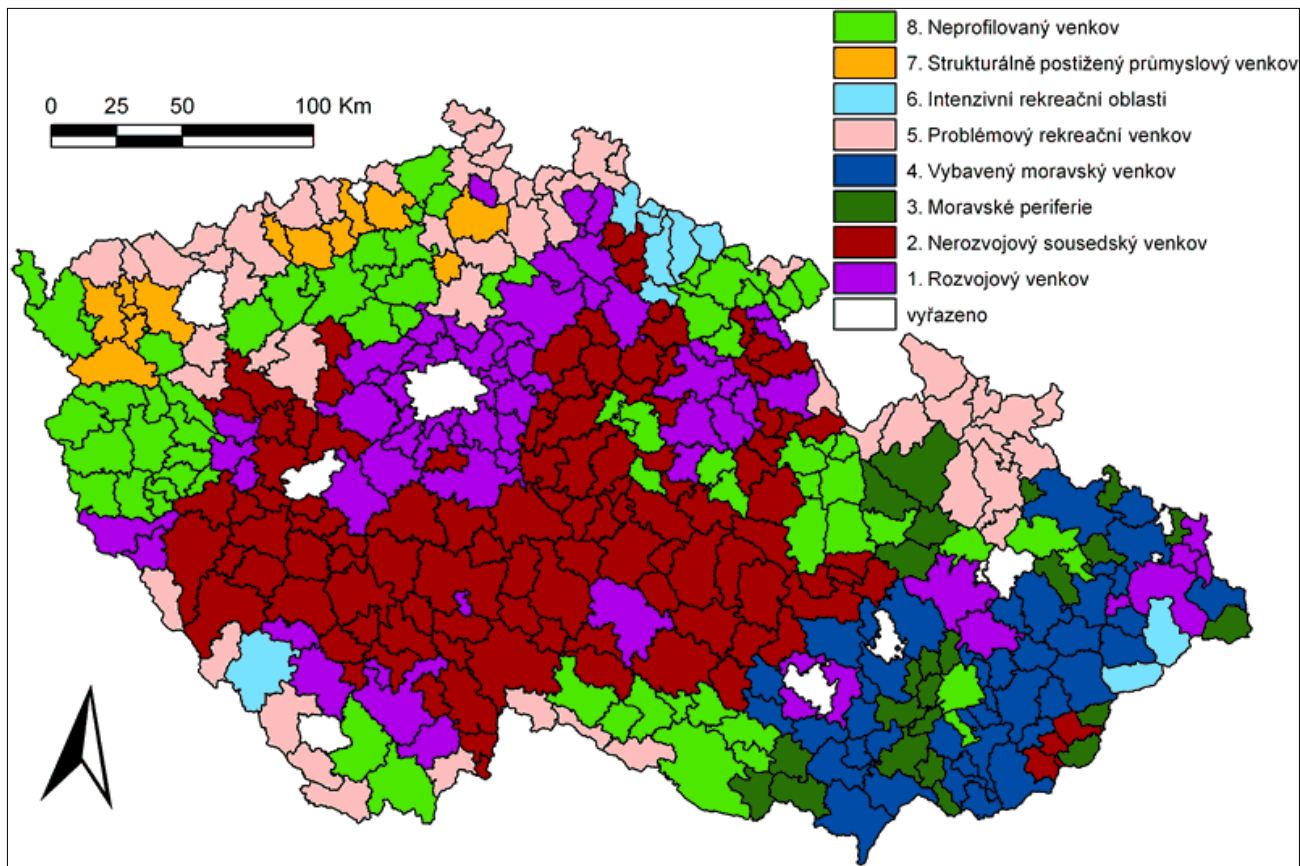 8. Neprofilovaný venkov
7. Strukturálně postižený průmyslový venkov
6. Intenzivní rekreační oblasti
5. Problémový rekreační venkov
4. Vybavený moravský venkov
3. Moravské periferie
2. Nerozvojový sousedský venkov
1. Rozvojový venkov
vyřazeno
0 25 50 100 Km